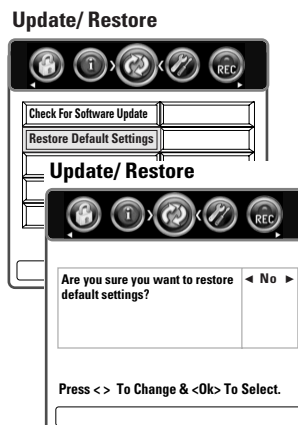 Update/ Restore
REC
Check For Software Update
Restore Default Settings
Update/ Restore
REC
Are you sure you want to restore ◄ No ►
default settings?
Press < > To Change & <Ok> To Select.